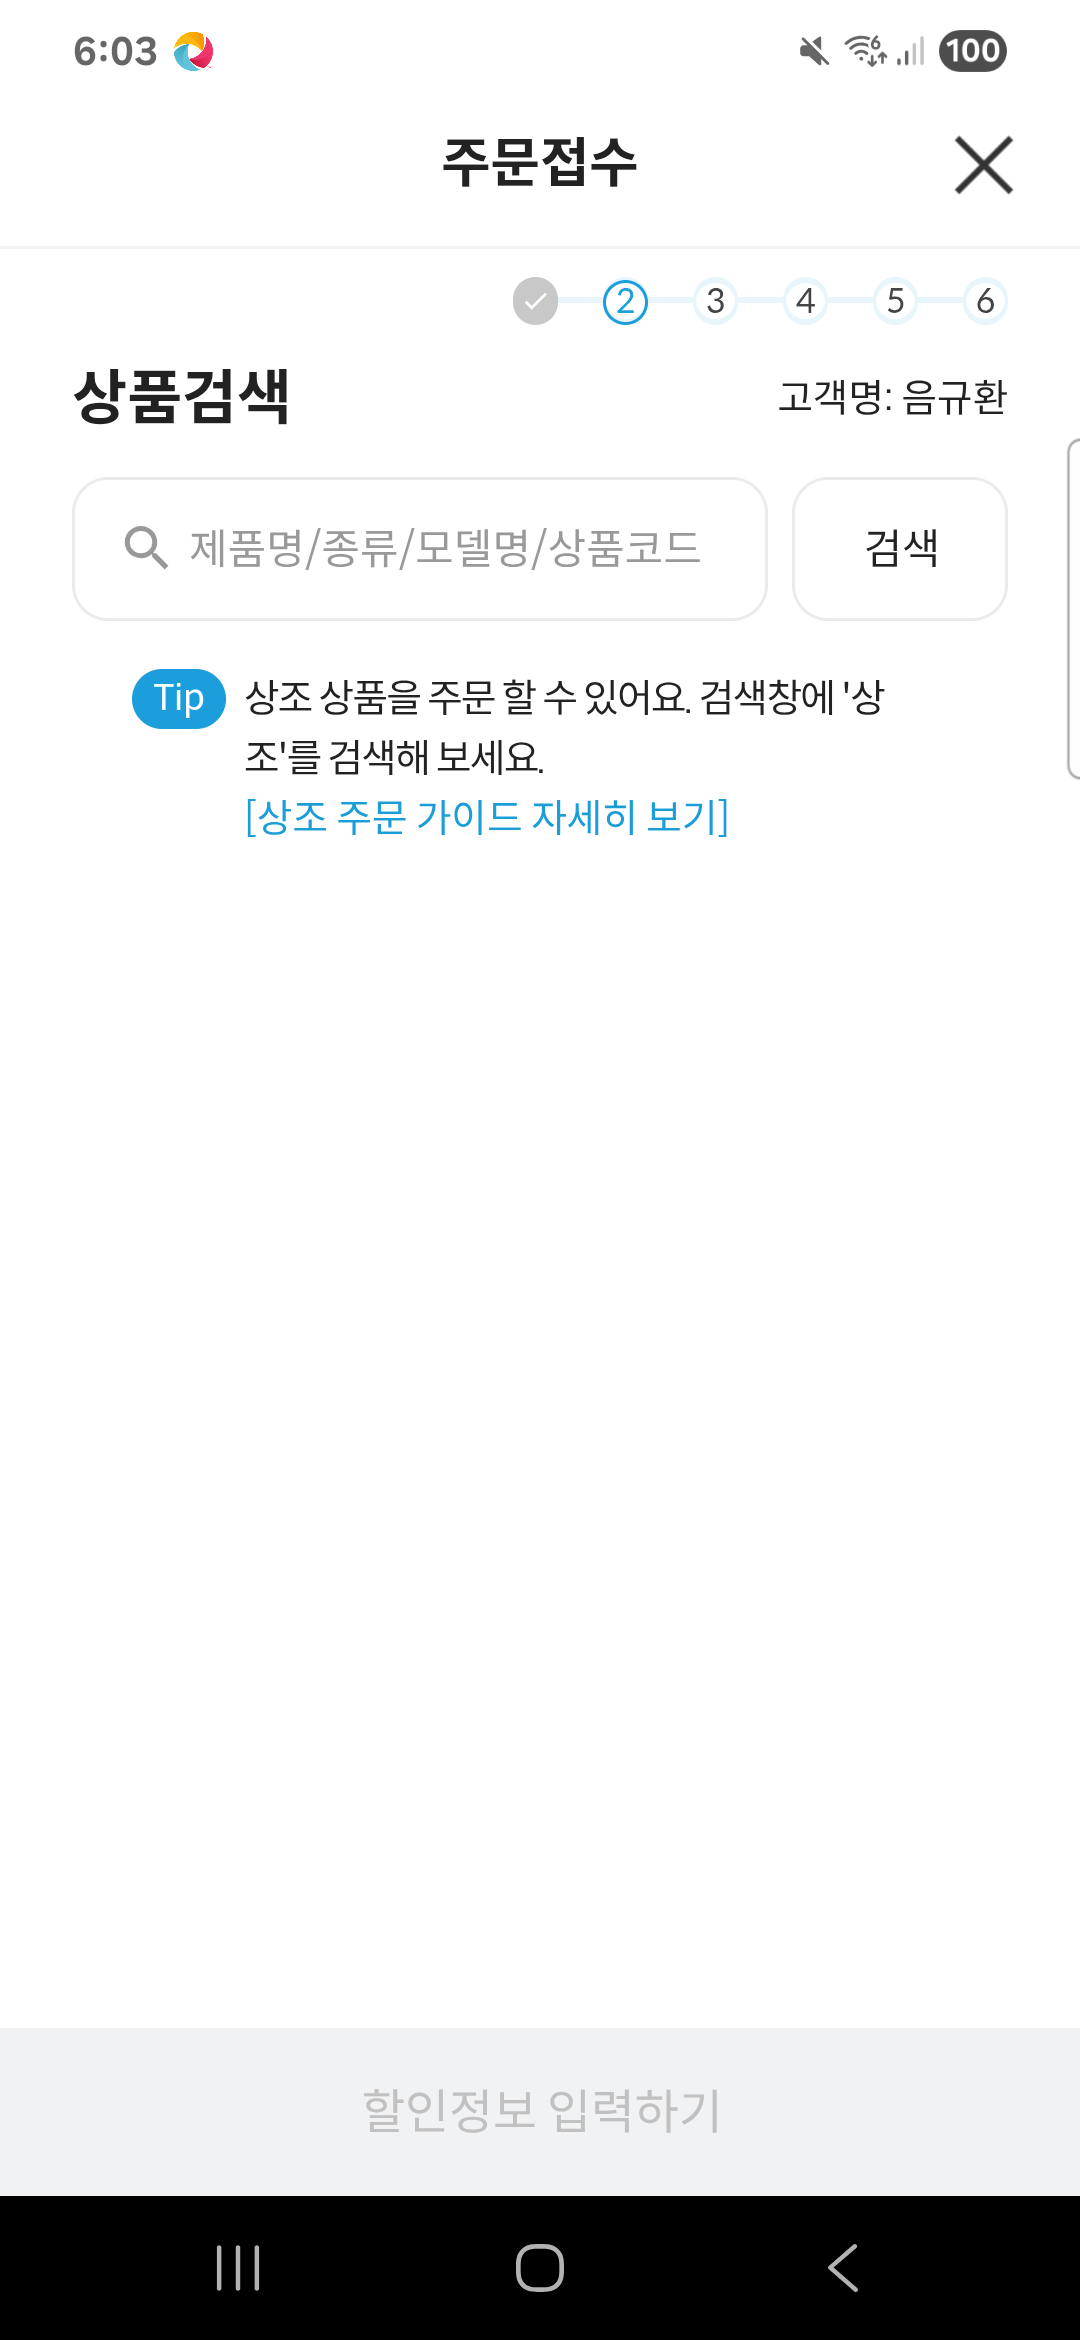 6:03
6
100
주문접수
2 3 4 5 6
상품검색
고객명: 음규환
제품명/종류/모델명/상품코드
검색
Tip 상조 상품을 주문 할 수 있어요. 검색창에 '상
조'를 검색해 보세요.
[상조 주문 가이드 자세히 보기]
할인정보 입력하기